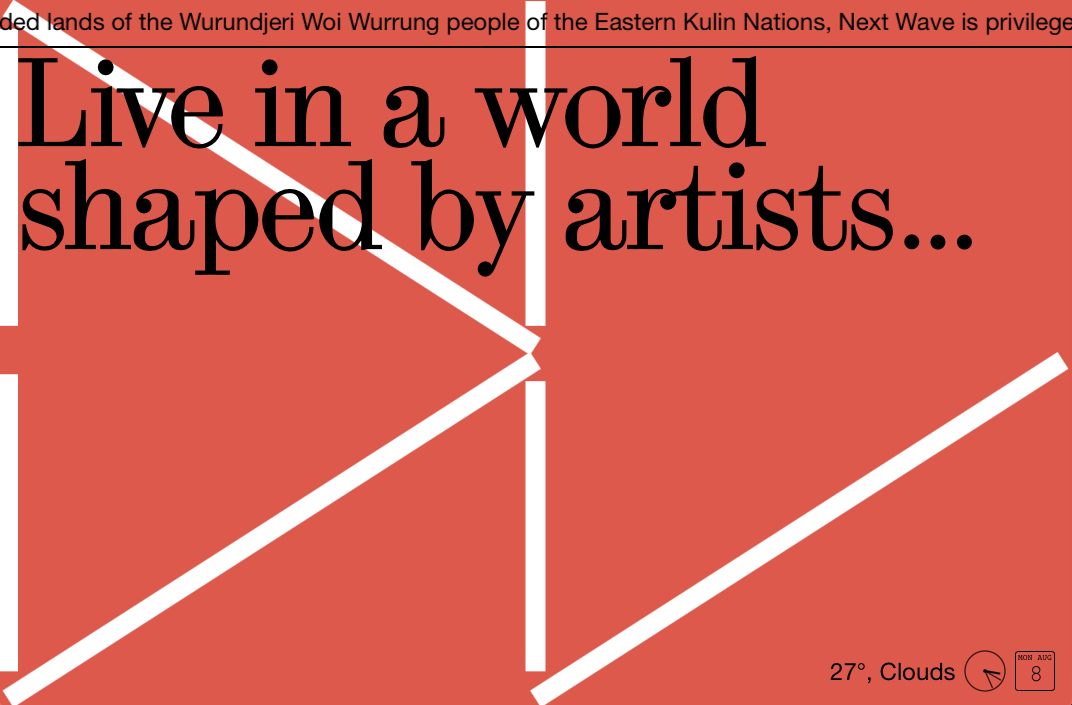 ded lands of the Wurundjeri Woi Wurrung people of the Eastern Kulin Nations, Next Wave is privilege
Live in a world
shaped by artists...
27°, Clouds
MON AUG
8